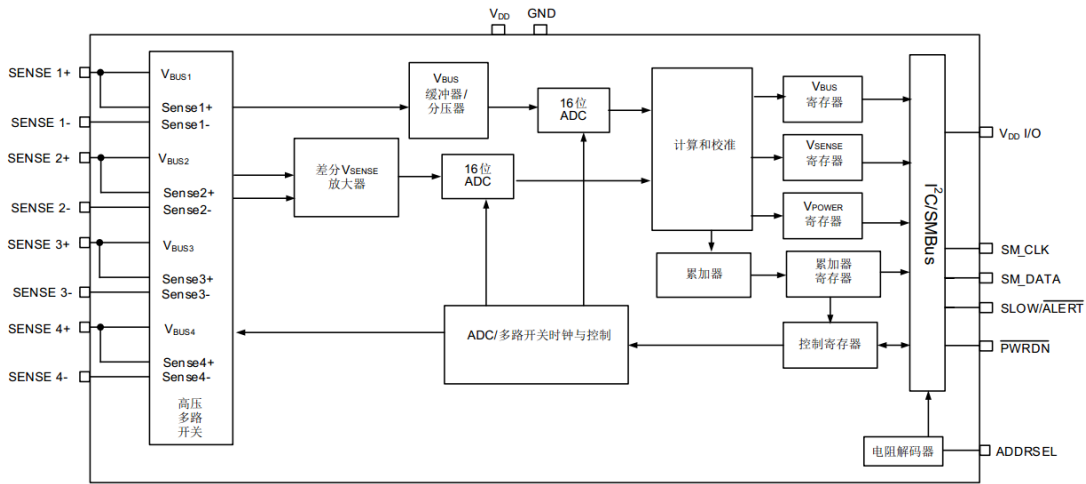 VDD GND
SENSE 1+
SENSE 1-
SENSE 2+
SENSE 2-
SENSE 3+
SENSE 3-
SENSE 4+
SENSE 4-
VBUS1
Sense1+
Sense1-
VBUS2
Sense2+
Sense2-
VBUS3
Sense3+
Sense3-
VBUS4
Sense4+
Sense4-
高压
多路
开关
VBUS
缓冲器/
分压器
16位
ADC
差分VSENSE
放大器
16位
ADC
计算和校准
VBUS
寄存器
VSENSE
寄存器
VPOWER
寄存器
累加器
累加器
寄存器
ADC/多路开关时钟与控制
控制寄存器
I²C/SMBus
电阻解码器
VDD I/O
SM_CLK
SM_DATA
SLOW/ALERT
PWRDN
ADDRSEL